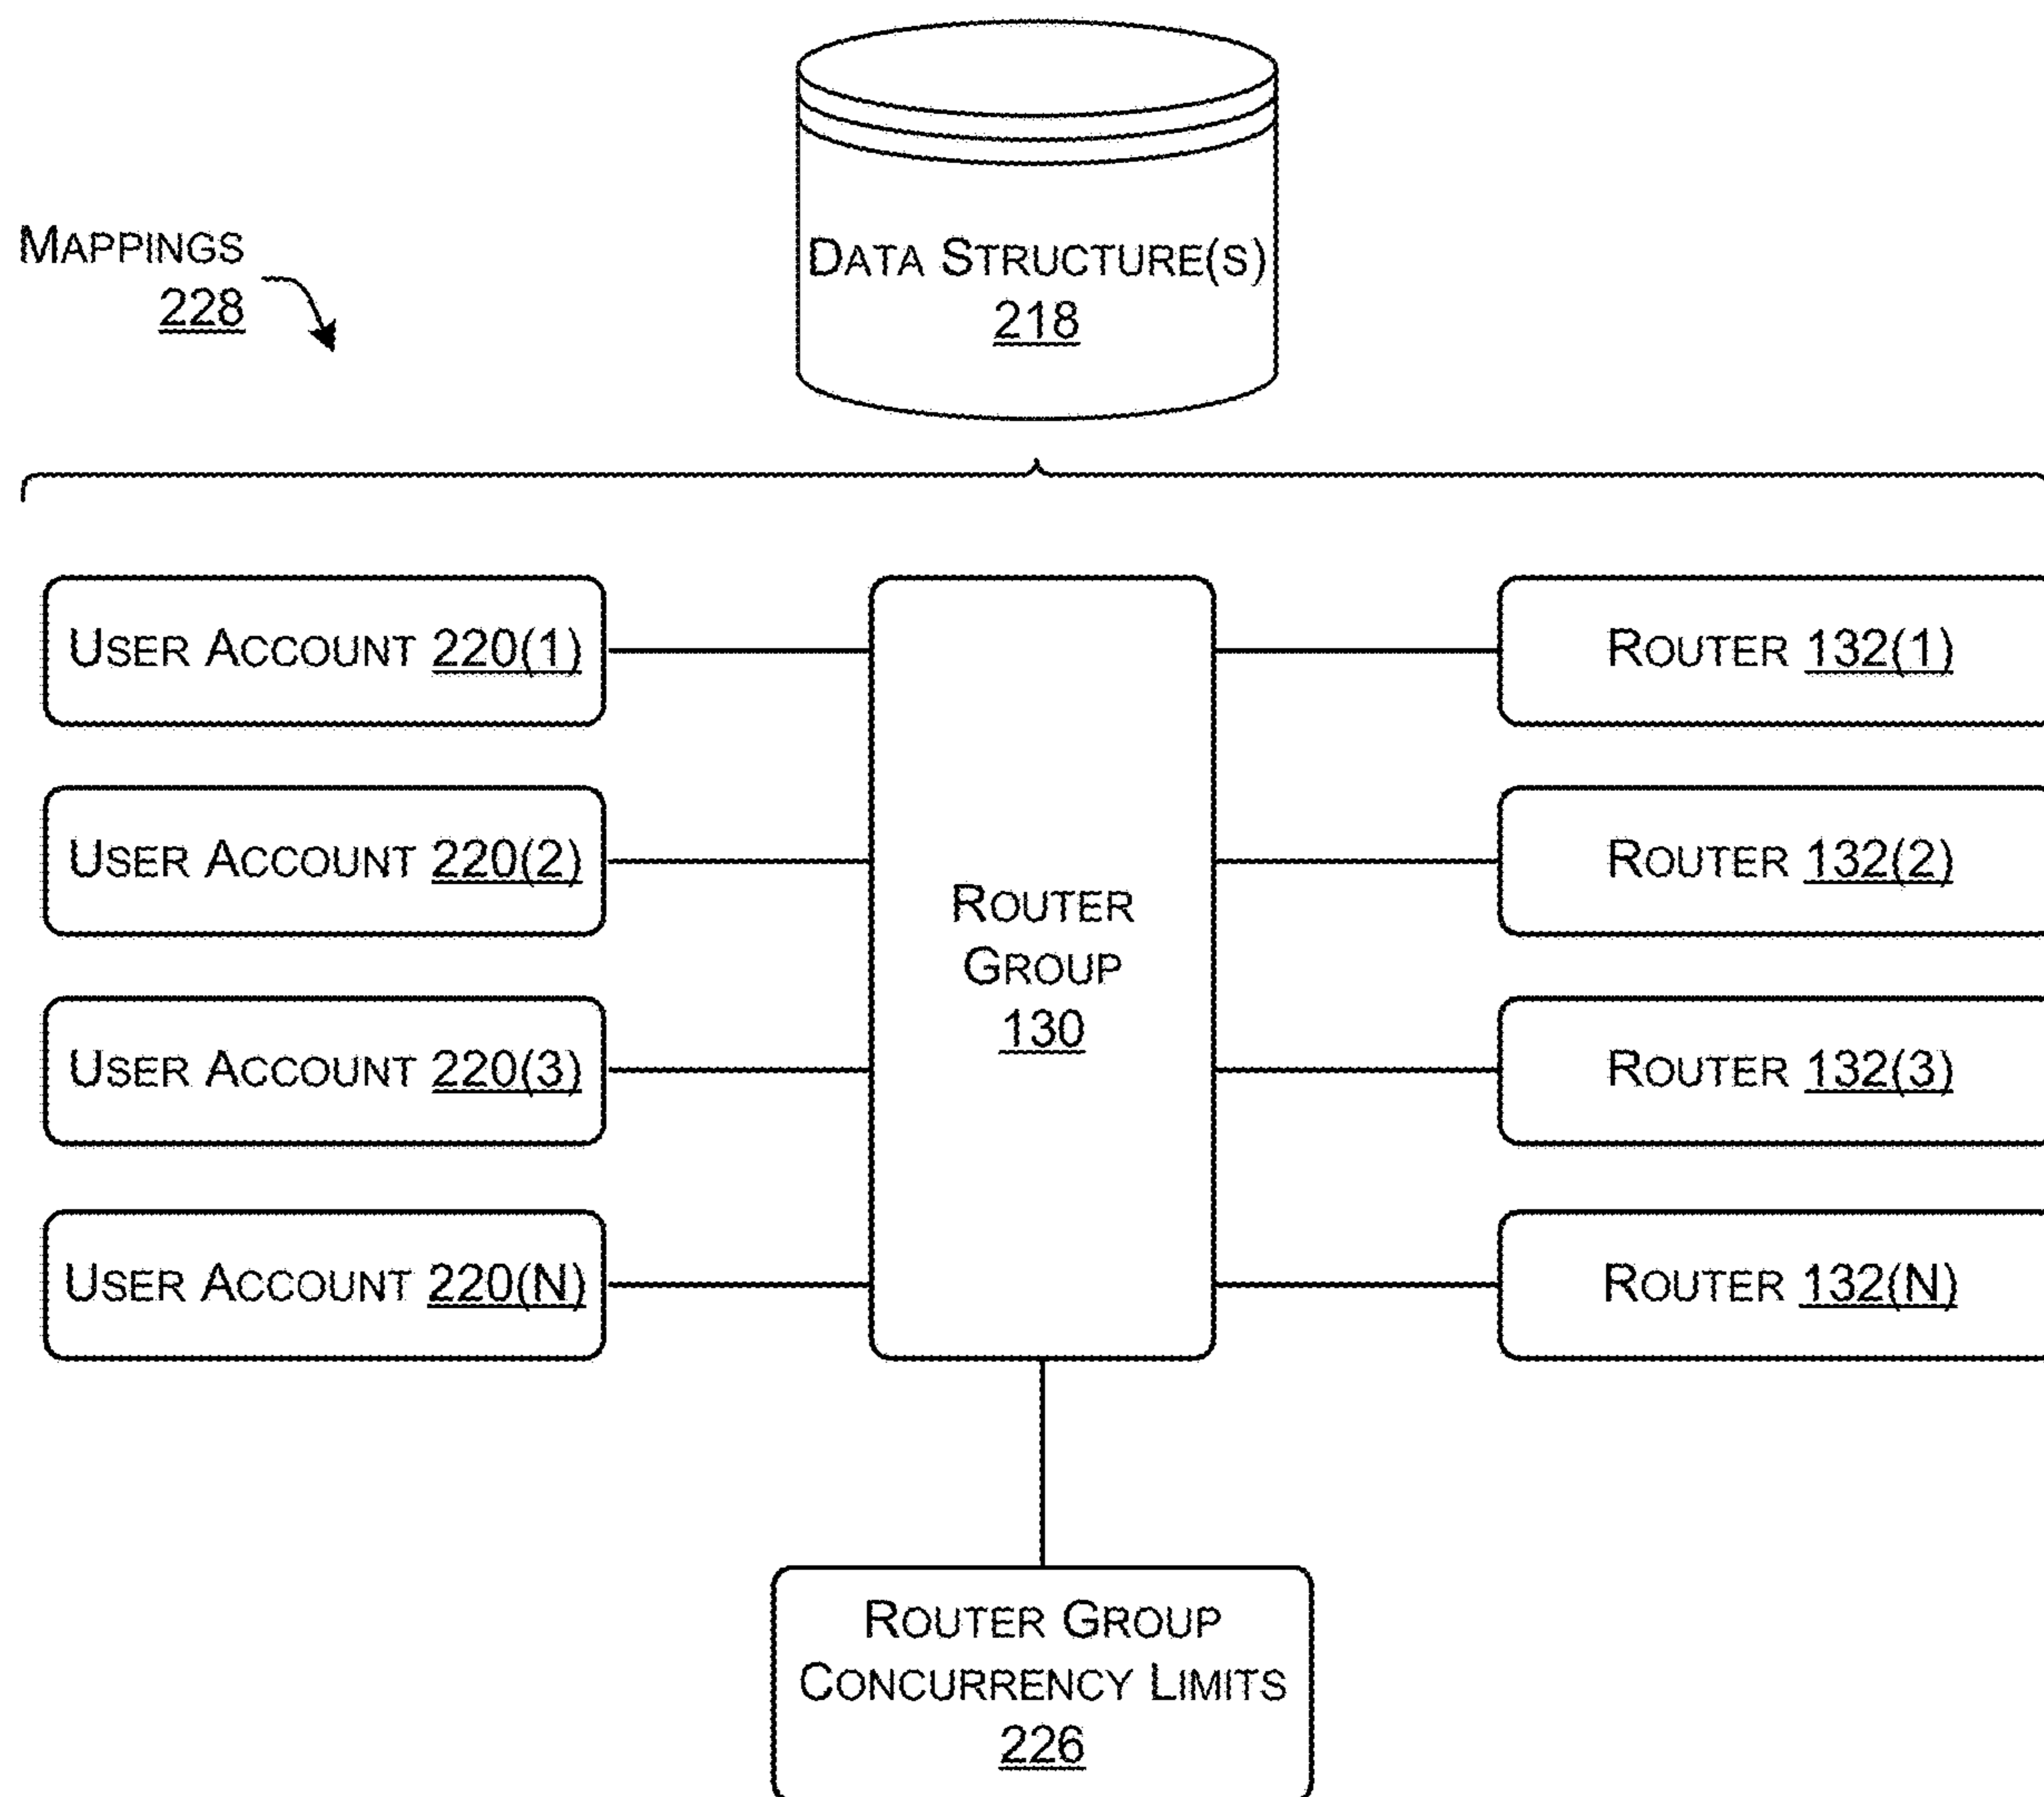 DATA STRUCTURE(S)
218
MAPPINGS
228
USER ACCOUNT 220(1)
ROUTER 132(1)
USER ACCOUNT 220(2)
ROUTER 132(2)
ROUTER
GROUP
130
USER ACCOUNT 220(3)
ROUTER 132(3)
USER ACCOUNT 220(N)
ROUTER 132(N)
ROUTER GROUP
CONCURRENCY LIMITS
226